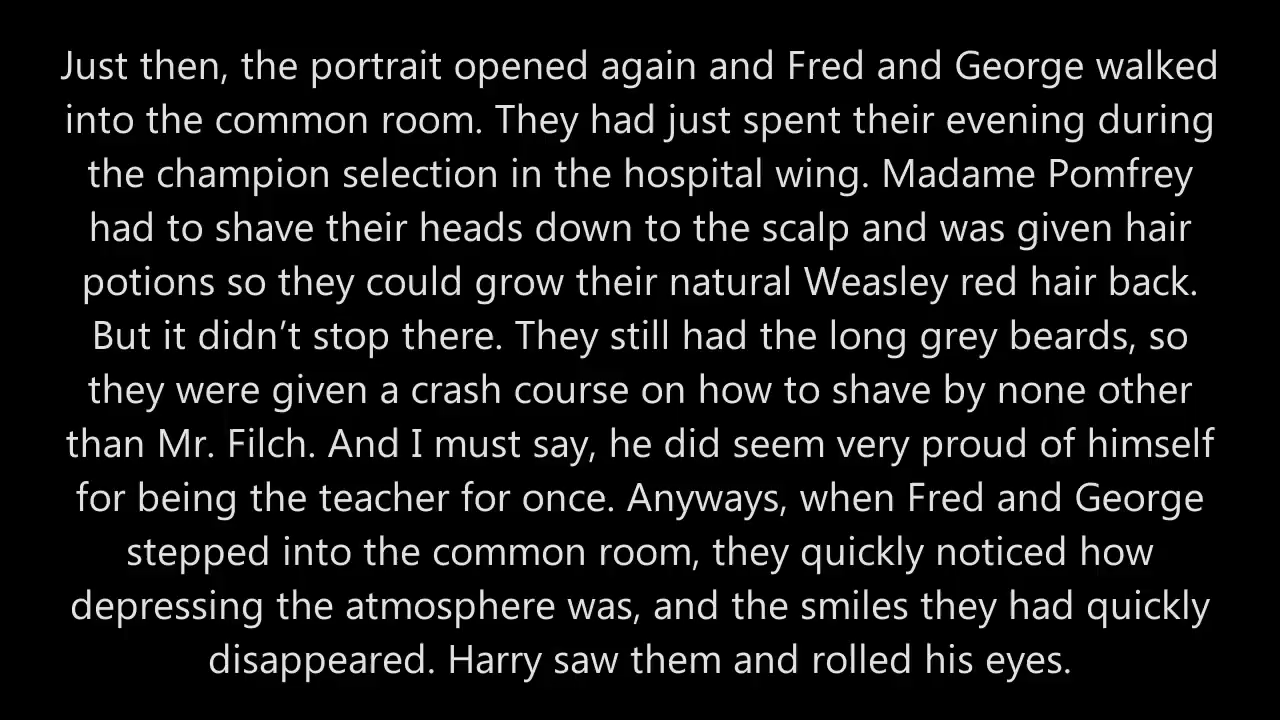 Just then, the portrait opened again and Fred and George walked
into the common room. They had just spent their evening during
the champion selection in the hospital wing. Madame Pomfrey
had to shave their heads down to the scalp and was given hair
potions so they could grow their natural Weasley red hair back.
But it didn’t stop there. They still had the long grey beards, so
they were given a crash course on how to shave by none other
than Mr. Filch. And I must say, he did seem very proud of himself
for being the teacher for once. Anyways, when Fred and George
stepped into the common room, they quickly noticed how
depressing the atmosphere was, and the smiles they had quickly
disappeared. Harry saw them and rolled his eyes.